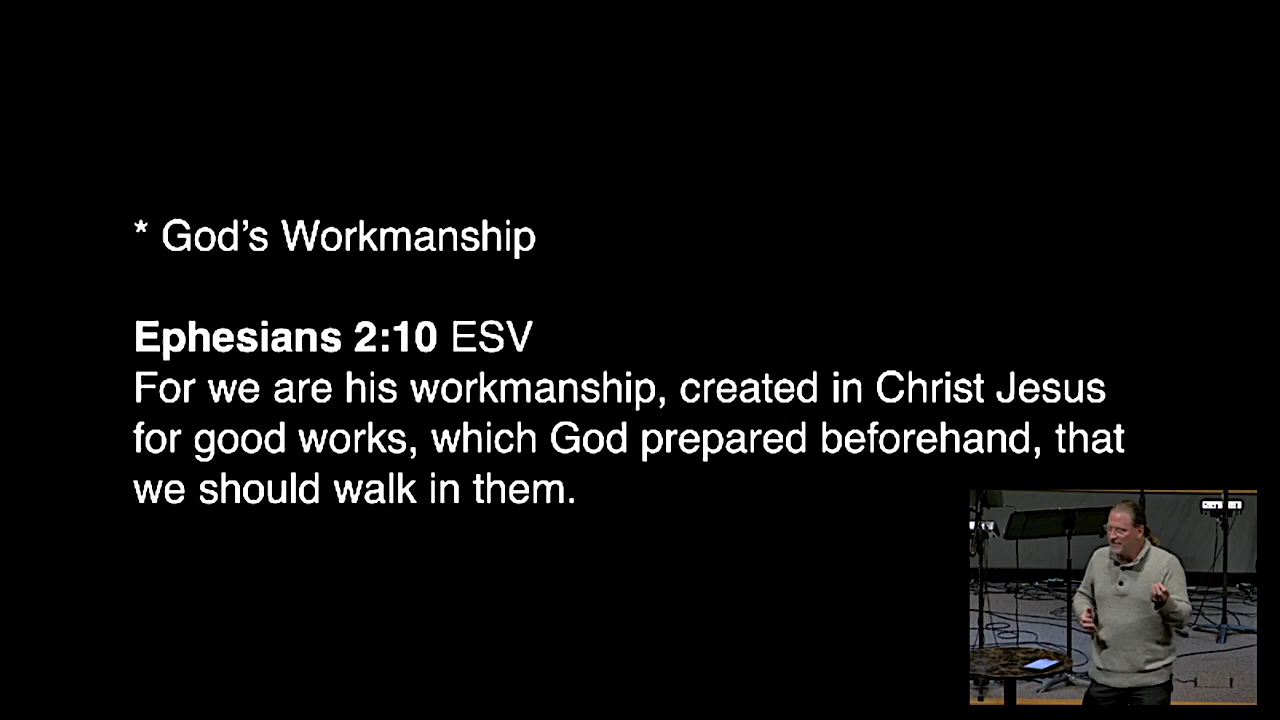 * God’s Workmanship
Ephesians 2:10 ESV
For we are his workmanship, created in Christ Jesus
for good works, which God prepared beforehand, that
we should walk in them.